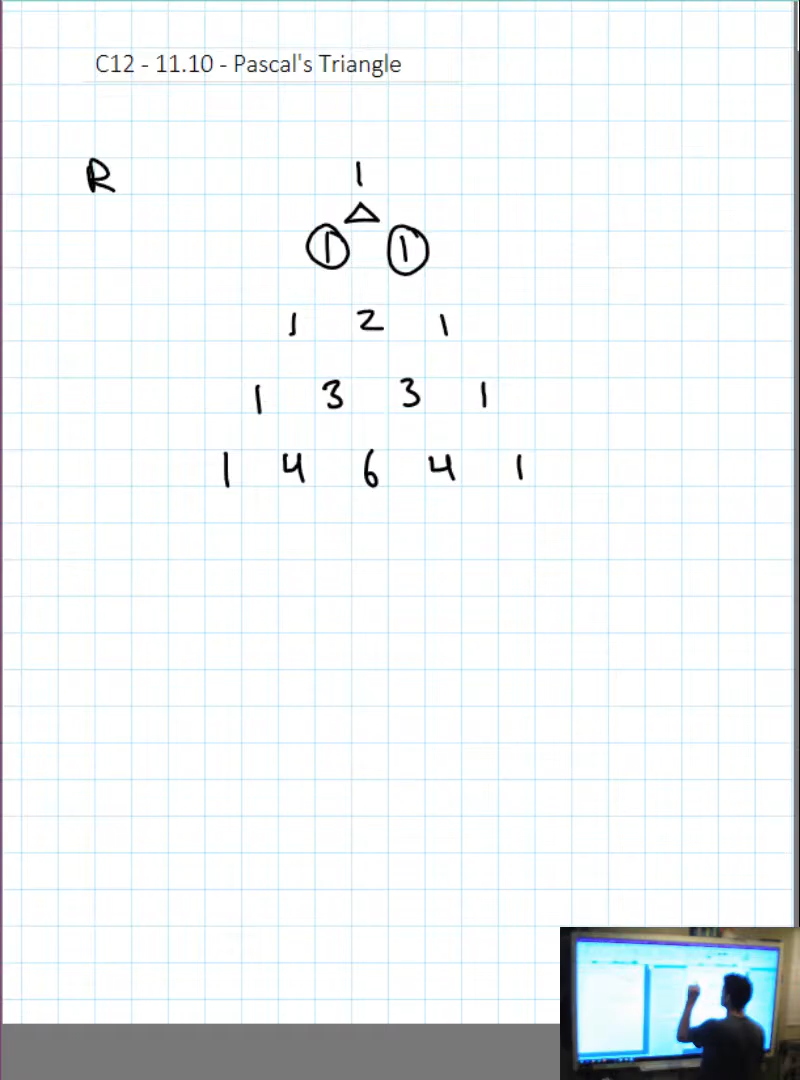 C12 - 11.10 - Pascal's Triangle
R 1
1 1
1 2 1
1 3 3 1
1 4 6 4 1